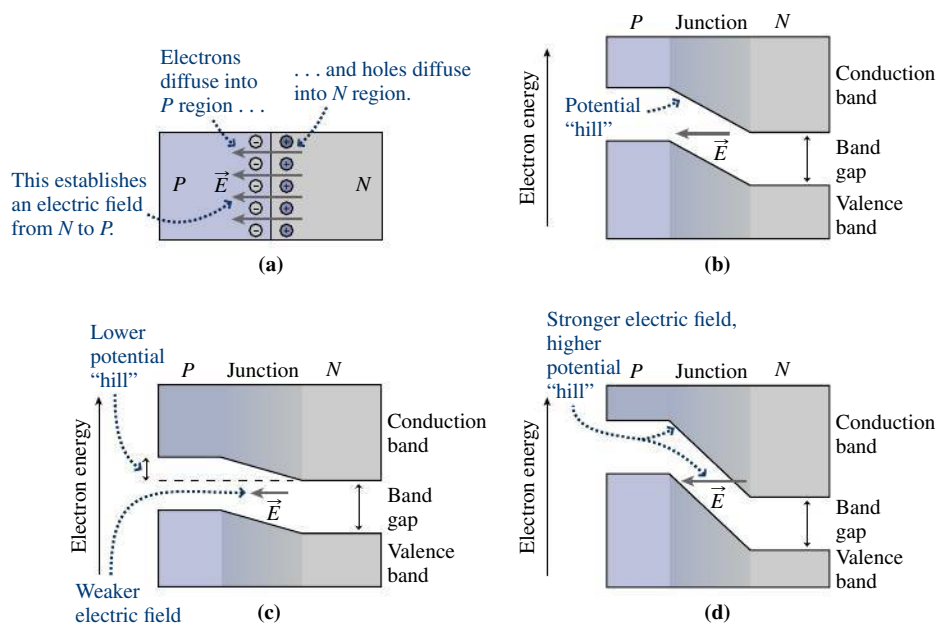 Electrons
diffuse into
P region . . .
. . . and holes diffuse
into N region.
This establishes
an electric field
from N to P.
P
E
N
(a)
P Junction N
Electron energy
Potential
“hill”
E
Conduction
band
Band
gap
Valence
band
(b)
Lower
potential
“hill”
P Junction N
Electron energy
E
Conduction
band
Band
gap
Valence
band
Weaker
electric field
(c)
Stronger electric field,
higher
potential
“hill”
P Junction N
Electron energy
E
Conduction
band
Band
gap
Valence
band
(d)